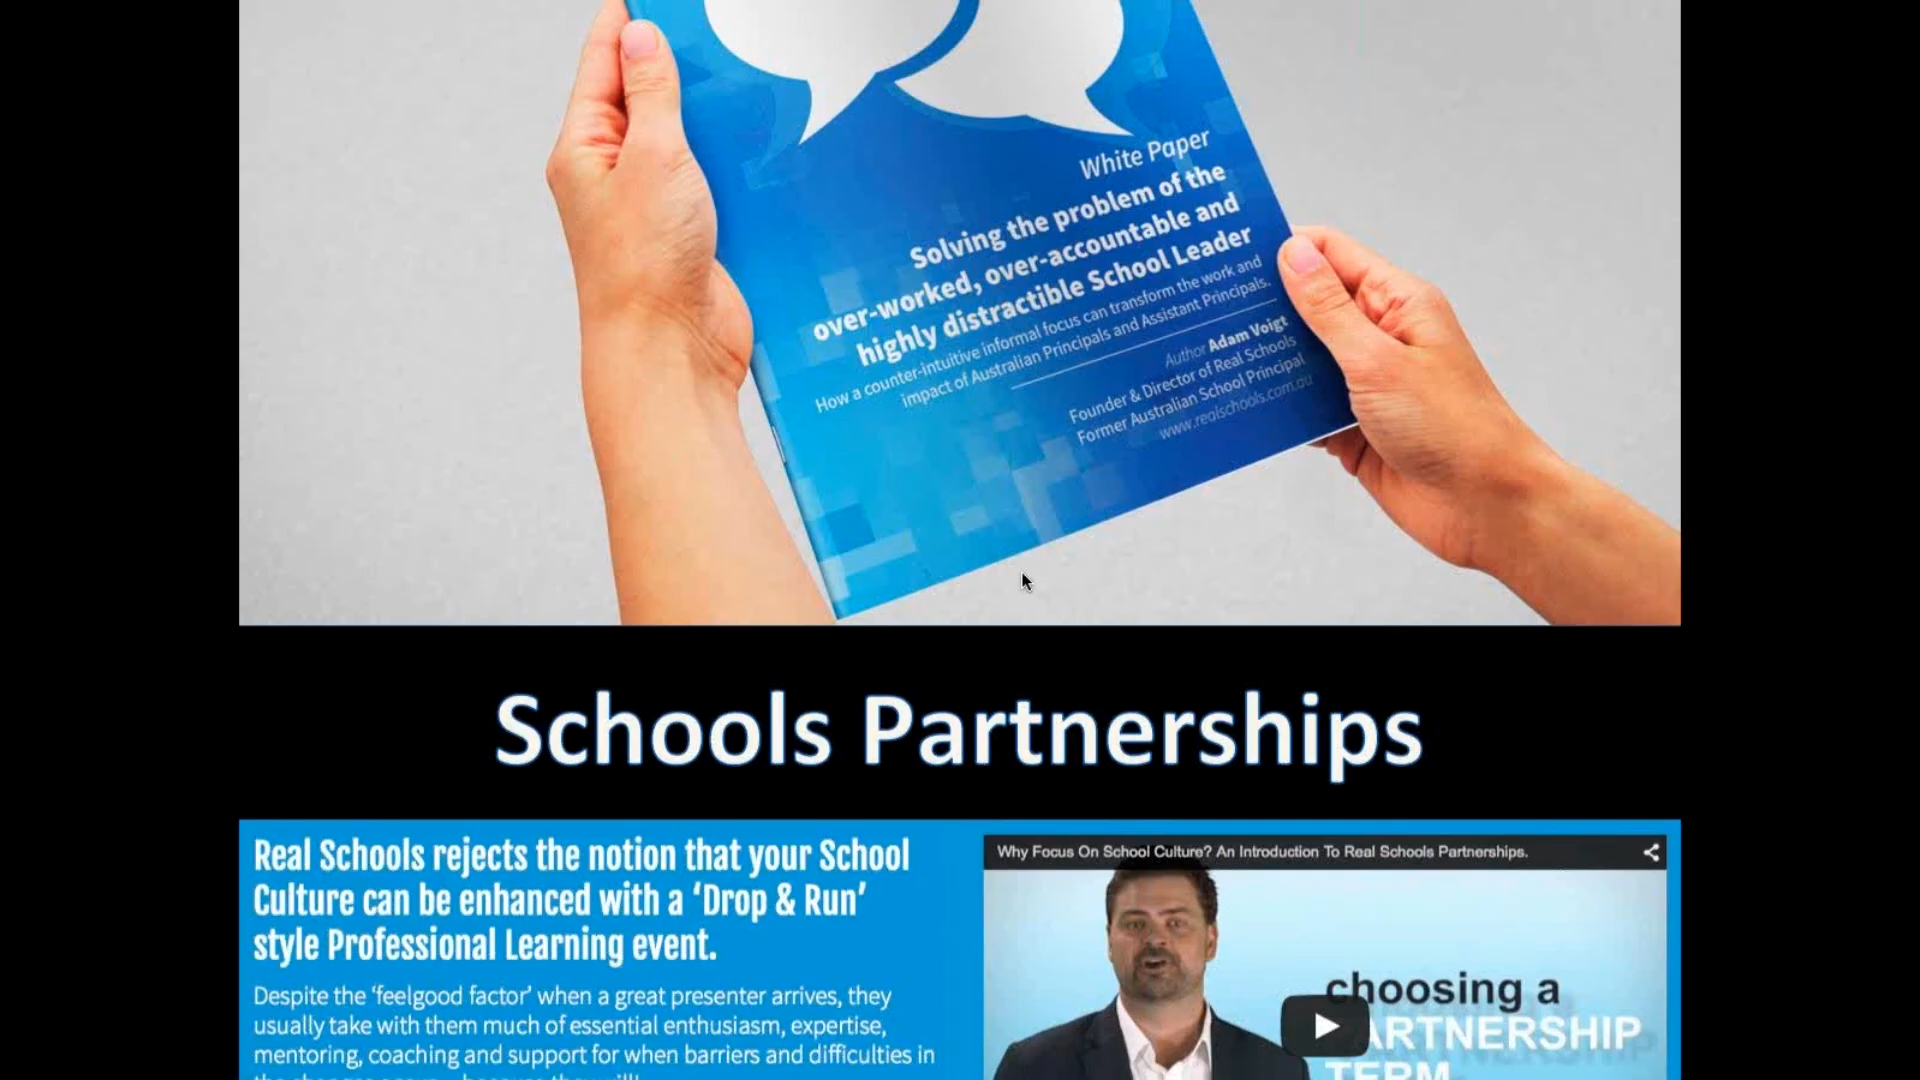 White Paper
Solving the problem of the
over-worked, over-accountable and
highly distractible School Leader
How a counter-intuitive informal focus can transform the work and
impact of Australian Principals and Assistant Principals.
Author Adam Voigt
Founder & Director of Real Schools
Former Australian School Principal
www.realschools.com.au
Schools Partnerships
Real Schools rejects the notion that your School
Culture can be enhanced with a ‘Drop & Run’
style Professional Learning event.
Despite the ‘feelgood factor’ when a great presenter arrives, they
usually take with them much of essential enthusiasm, expertise,
mentoring, coaching and support for when barriers and difficulties in
Why Focus On School Culture? An Introduction To Real Schools Partnerships.
choosing a
PARTNERSHIP
TERM